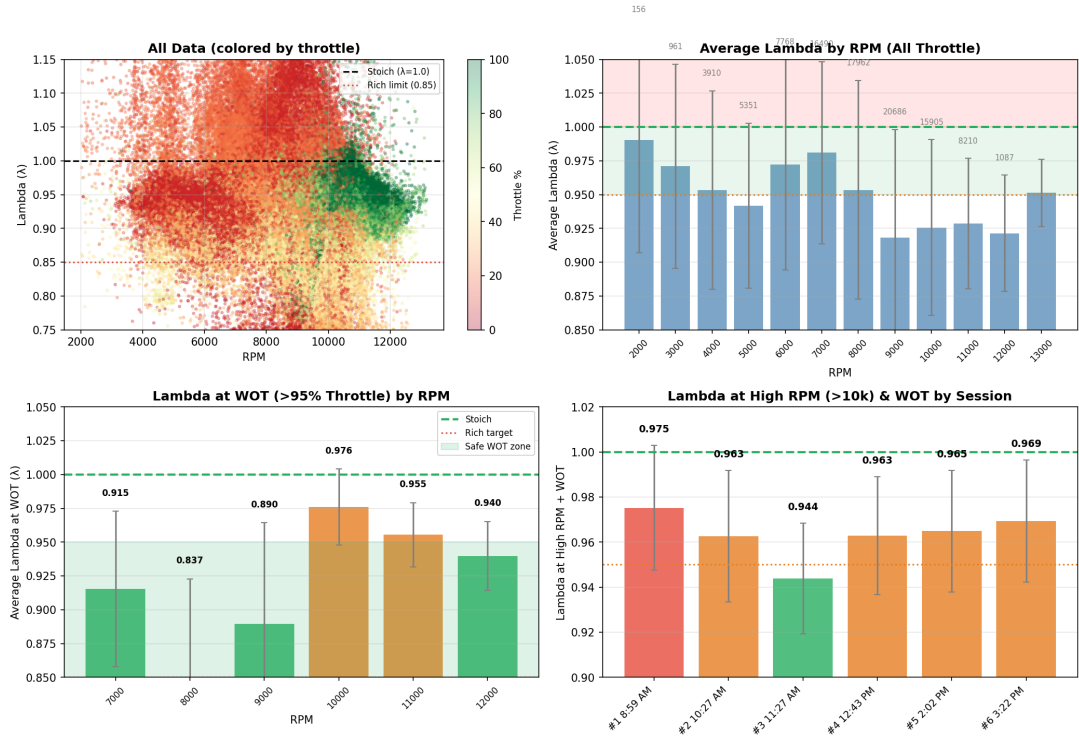 All Data (colored by throttle)
1.15
1.10
1.05
1.00
0.95
0.90
0.85
0.80
0.75
Lambda (λ)
2000 4000 6000 8000 10000 12000
RPM
Stoich (λ=1.0)
Rich limit (0.85)
100
80
60
40
20
0
Throttle %
156
961
3910
5351
7768
16490
17962
20686
15905
8210
1087
Average Lambda by RPM (All Throttle)
1.050
1.025
1.000
0.975
0.950
0.925
0.900
0.875
0.850
Average Lambda (λ)
2000 3000 4000 5000 6000 7000 8000 9000 10000 11000 12000 13000
RPM
Lambda at WOT (>95% Throttle) by RPM
1.050
1.025
1.000
0.975
0.950
0.925
0.900
0.875
0.850
Average Lambda at WOT (λ)
Stoich
Rich target
Safe WOT zone
0.915
0.837
0.890
0.976
0.955
0.940
7000 8000 9000 10000 11000 12000
RPM
Lambda at High RPM (>10k) & WOT by Session
1.02
1.00
0.98
0.96
0.94
0.92
0.90
Lambda at High RPM + WOT
0.975
0.963
0.944
0.963
0.965
0.969
#1 8:59 AM
#2 10:27 AM
#3 11:27 AM
#4 12:43 PM
#5 2:02 PM
#6 3:22 PM